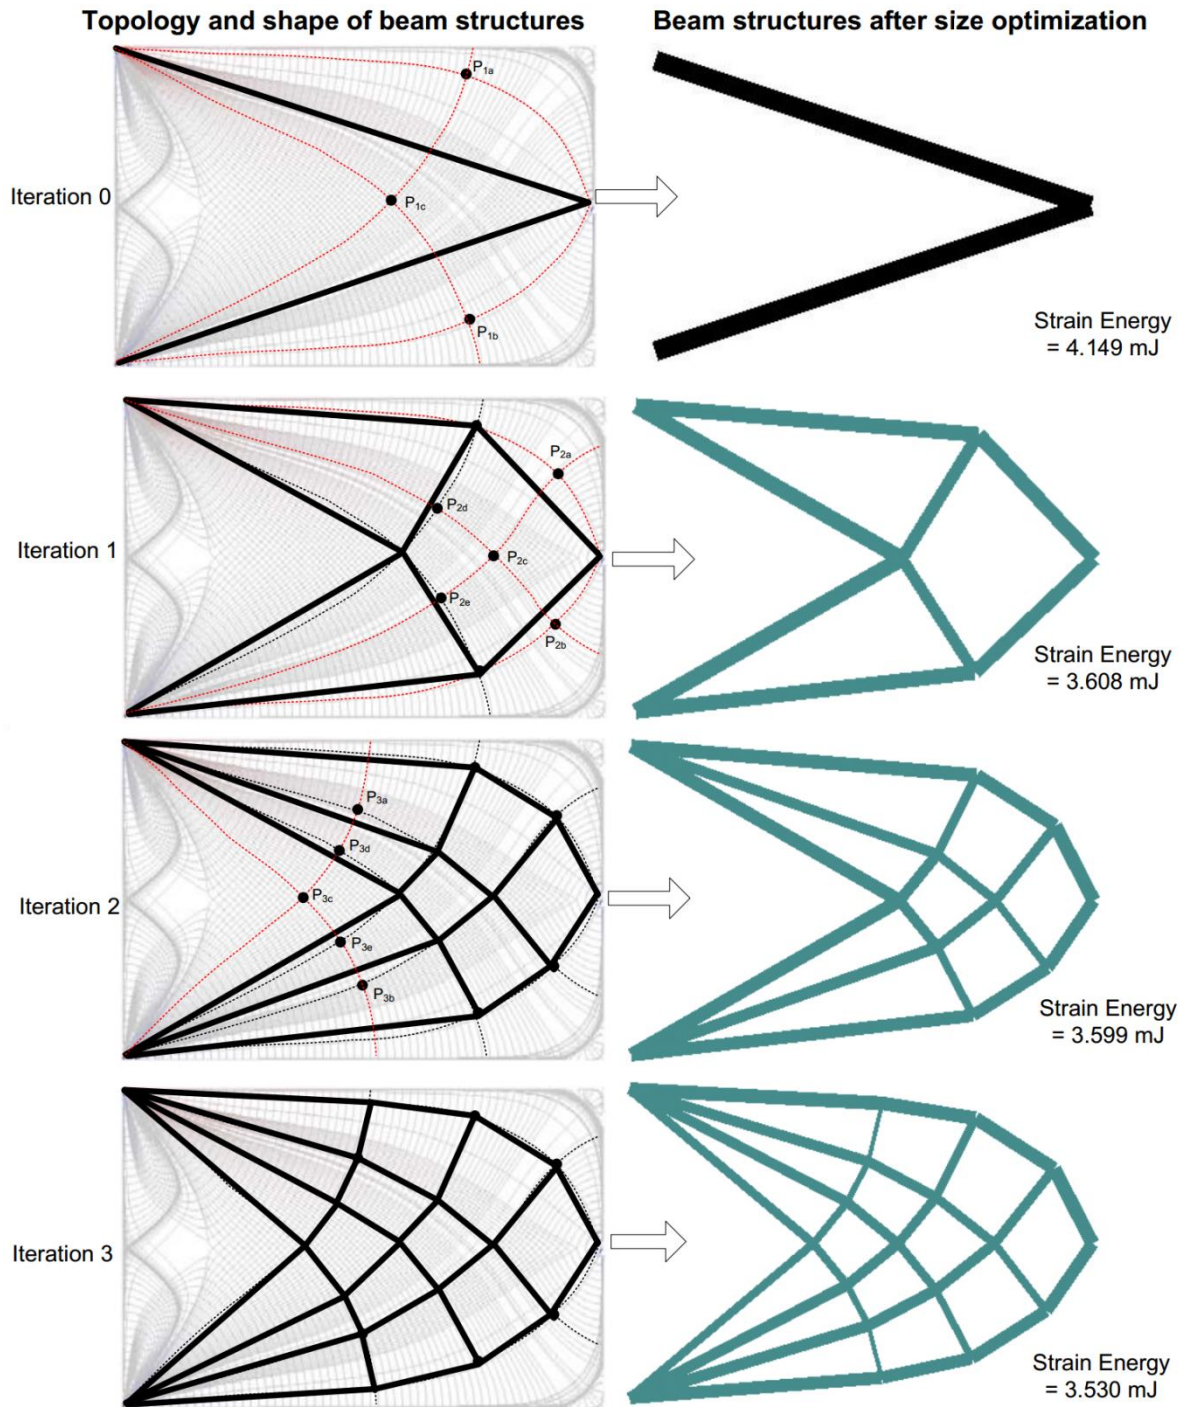 Topology and shape of beam structures
Beam structures after size optimization
Iteration 0
P1a
P1c
P1b
Strain Energy
= 4.149 mJ
Iteration 1
P2a
P2d
P2c
P2e
P2b
Strain Energy
= 3.608 mJ
Iteration 2
P3a
P3d
P3c
P3e
P3b
Strain Energy
= 3.599 mJ
Iteration 3
Strain Energy
= 3.530 mJ